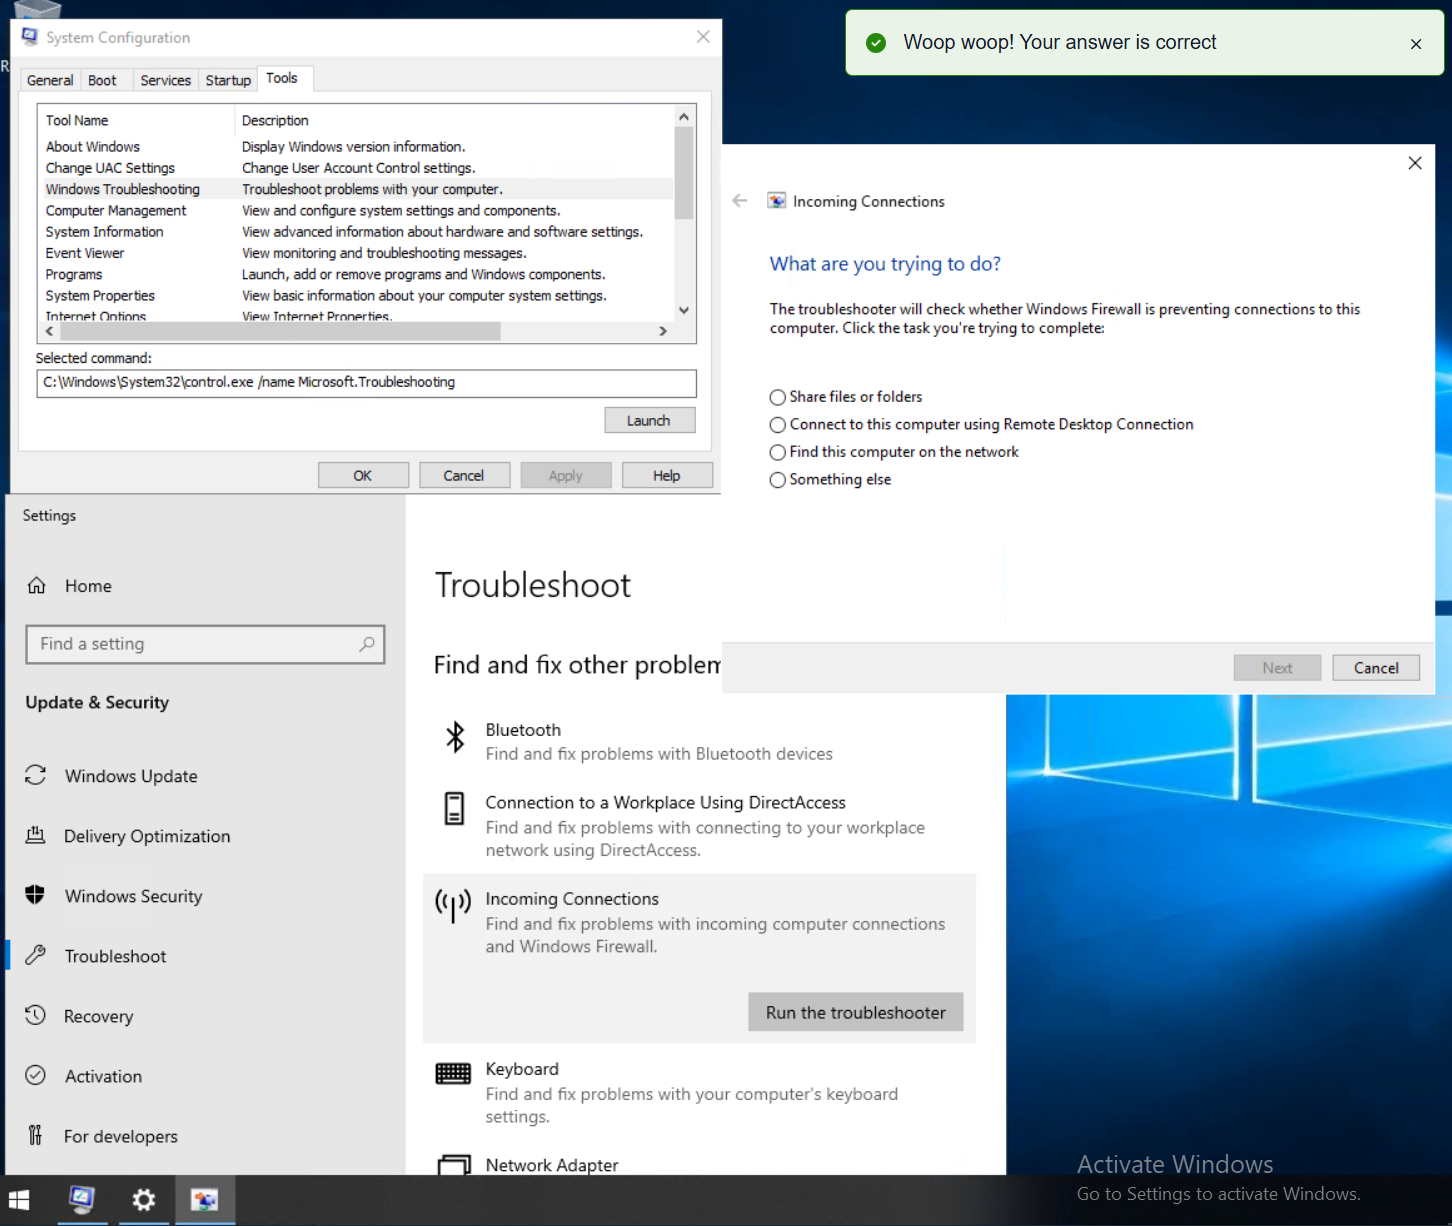 System Configuration
General
Boot
Services
Startup
Tools
Tool Name Description
About Windows Display Windows version information.
Change UAC Settings Change User Account Control settings.
Windows Troubleshooting Troubleshoot problems with your computer.
Computer Management View and configure system settings and components.
System Information View advanced information about hardware and software settings.
Event Viewer View monitoring and troubleshooting messages.
Programs Launch, add or remove programs and Windows components.
System Properties View basic information about your computer system settings.
Internet Options View Internet Properties.
Selected command:
C:\Windows\System32\control.exe /name Microsoft.Troubleshooting
Launch
OK
Cancel
Apply
Help
Woop woop! Your answer is correct
Incoming Connections
What are you trying to do?
The troubleshooter will check whether Windows Firewall is preventing connections to this
computer. Click the task you're trying to complete:
Share files or folders
Connect to this computer using Remote Desktop Connection
Find this computer on the network
Something else
Next
Cancel
Settings
Home
Find a setting
Update & Security
Windows Update
Delivery Optimization
Windows Security
Troubleshoot
Recovery
Activation
For developers
Troubleshoot
Find and fix other problem
Bluetooth
Find and fix problems with Bluetooth devices
Connection to a Workplace Using DirectAccess
Find and fix problems with connecting to your workplace
network using DirectAccess.
Incoming Connections
Find and fix problems with incoming computer connections
and Windows Firewall.
Run the troubleshooter
Keyboard
Find and fix problems with your computer's keyboard
settings.
Network Adapter
Activate Windows
Go to Settings to activate Windows.